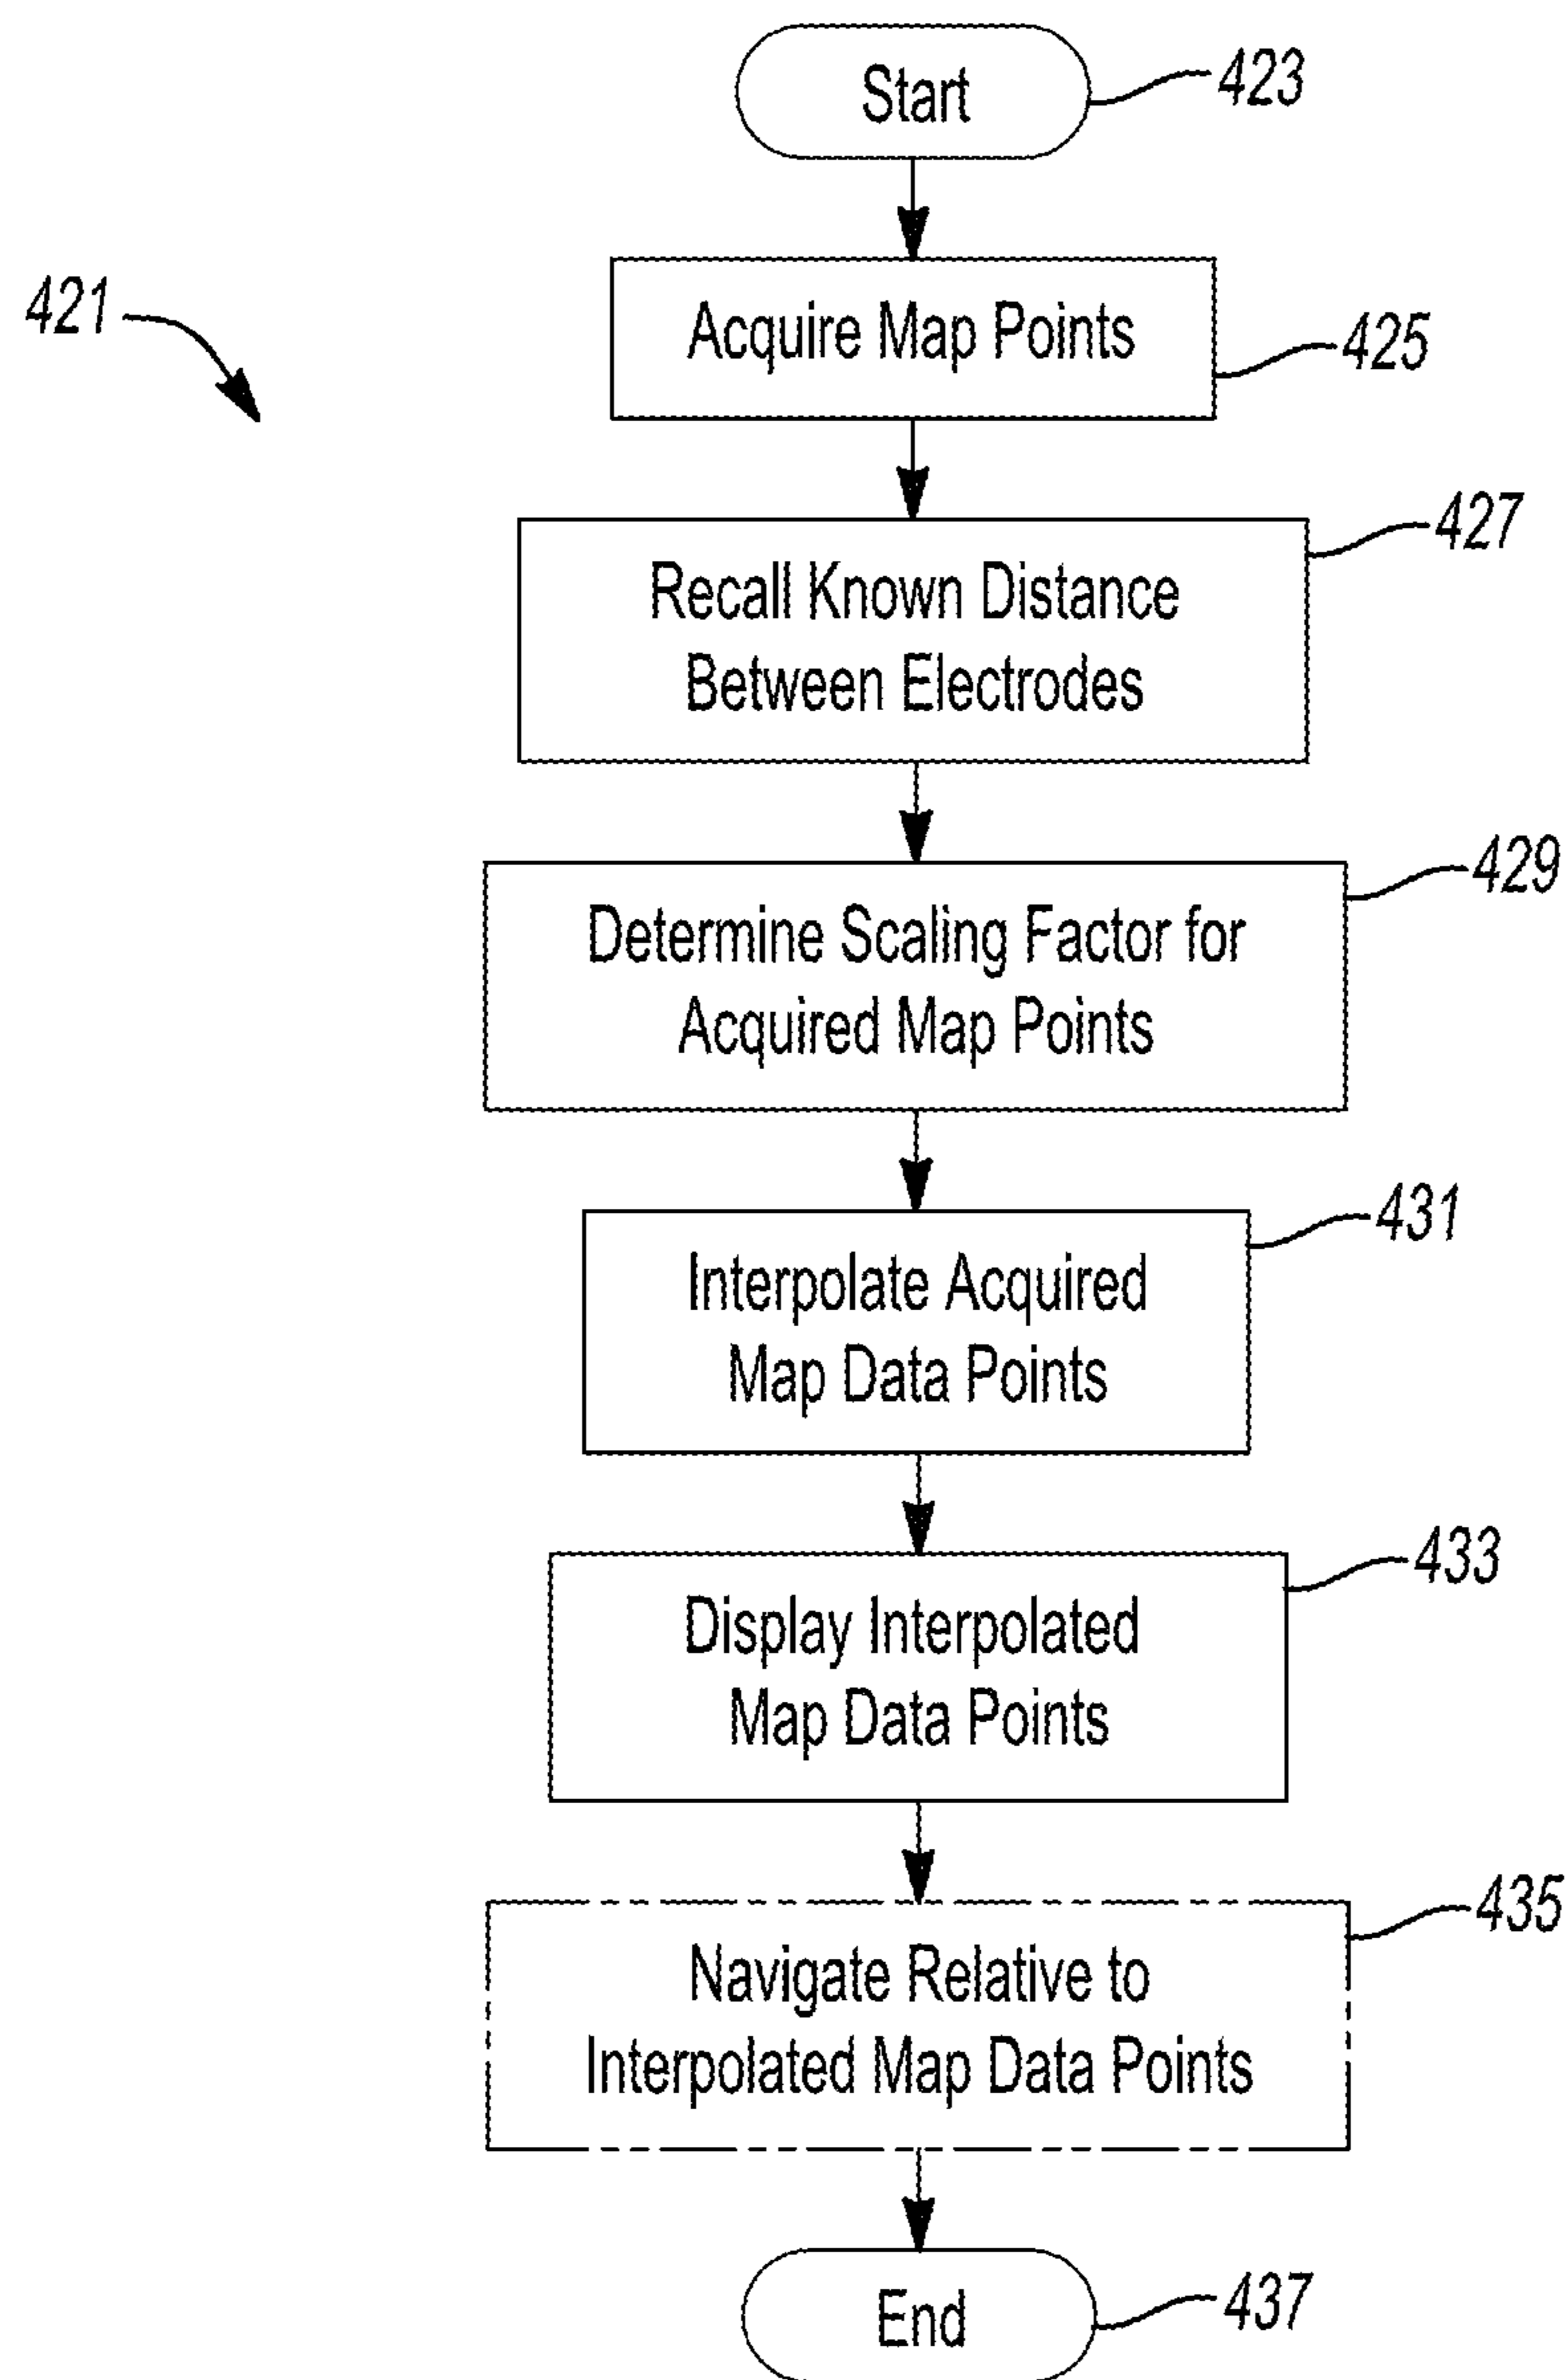 Start
423
421
Acquire Map Points
425
427
Recall Known Distance
Between Electrodes
429
Determine Scaling Factor for
Acquired Map Points
431
Interpolate Acquired
Map Data Points
433
Display Interpolated
Map Data Points
435
Navigate Relative to
Interpolated Map Data Points
End
437